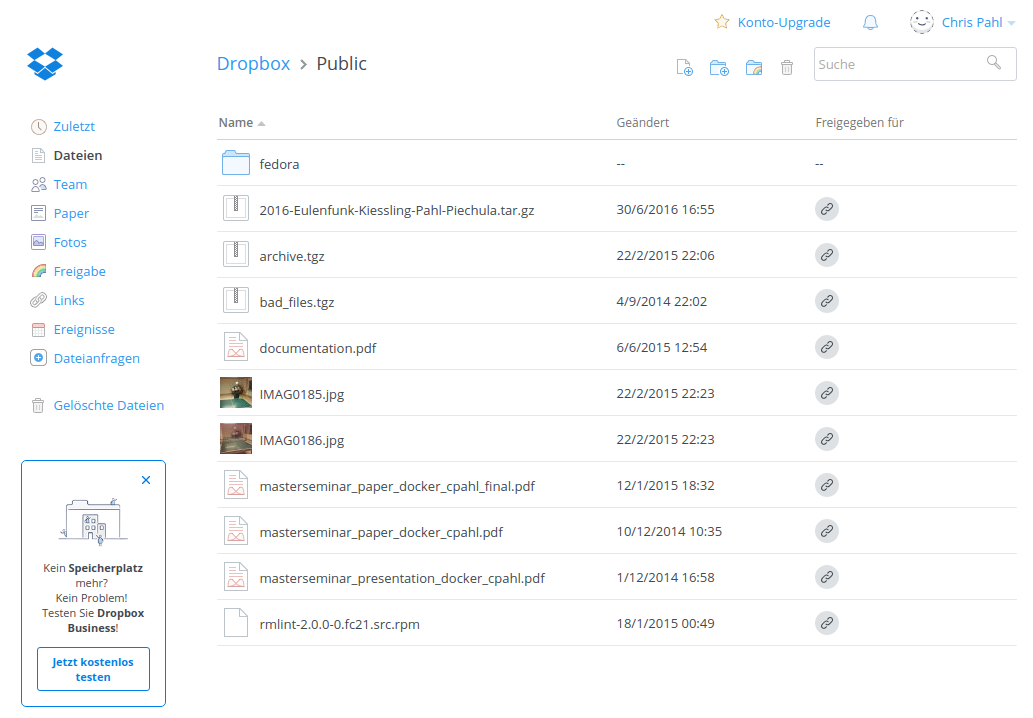 Konto-Upgrade Chris Pahl
Dropbox > Public Suche
Name Geändert Freigegeben für
Zuletzt
Dateien
Team
Paper
Fotos
Freigabe
Links
Ereignisse
Dateianfragen
Gelöschte Dateien
fedora -- --
2016-Eulenfunk-Kiessling-Pahl-Piechula.tar.gz 30/6/2016 16:55
archive.tgz 22/2/2015 22:06
bad_files.tgz 4/9/2014 22:02
documentation.pdf 6/6/2015 12:54
IMAG0185.jpg 22/2/2015 22:23
IMAG0186.jpg 22/2/2015 22:23
masterseminar_paper_docker_cpahl_final.pdf 12/1/2015 18:32
masterseminar_paper_docker_cpahl.pdf 10/12/2014 10:35
masterseminar_presentation_docker_cpahl.pdf 1/12/2014 16:58
rmlint-2.0.0-0.fc21.src.rpm 18/1/2015 00:49
Kein Speicherplatz
mehr?
Kein Problem!
Testen Sie Dropbox
Business!
Jetzt kostenlos
testen